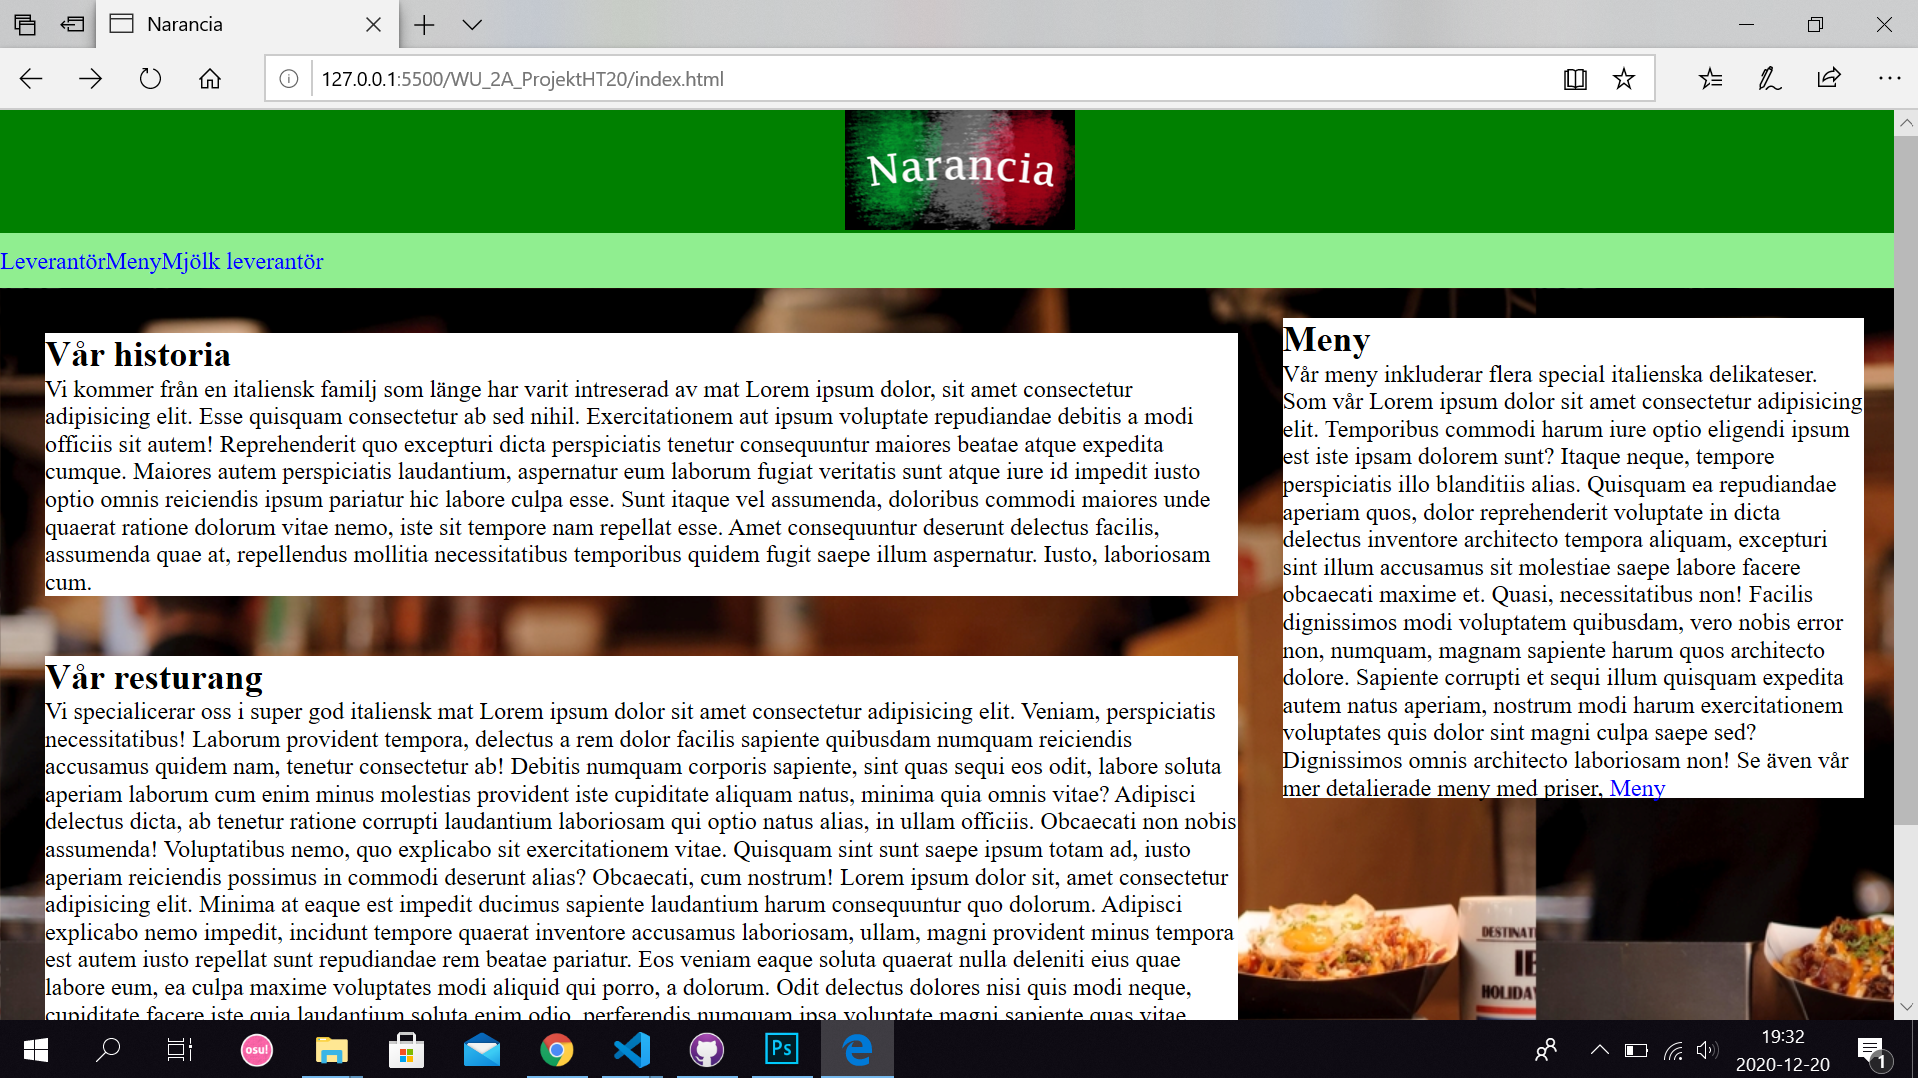 Narancia
127.0.0.1:5500/WU_2A_ProjektHT20/index.html
Narancia
LeverantörMenyMjölk leverantör
Vår historia
Vi kommer från en italiensk familj som länge har varit intreserad av mat Lorem ipsum dolor, sit amet consectetur
adipisicing elit. Esse quisquam consectetur ab sed nihil. Exercitationem aut ipsum voluptate repudiandae debitis a modi
officiis sit autem! Reprehenderit quo excepturi dicta perspiciatis tenetur consequuntur maiores beatae atque expedita
cumque. Maiores autem perspiciatis laudantium, aspernatur eum laborum fugiat veritatis sunt atque iure id impedit iusto
optio omnis reiciendis ipsum pariatur hic labore culpa esse. Sunt itaque vel assumenda, doloribus commodi maiores unde
quaerat ratione dolorum vitae nemo, iste sit tempore nam repellat esse. Amet consequuntur deserunt delectus facilis,
assumenda quae at, repellendus mollitia necessitatibus temporibus quidem fugit saepe illum aspernatur. Iusto, laboriosam
cum.
Vår resturang
Vi specialicerar oss i super god italiensk mat Lorem ipsum dolor sit amet consectetur adipisicing elit. Veniam, perspiciatis
necessitatibus! Laborum provident tempora, delectus a rem dolor facilis sapiente quibusdam numquam reiciendis
accusamus quidem nam, tenetur consectetur ab! Debitis numquam corporis sapiente, sint quas sequi eos odit, labore soluta
aperiam laborum cum enim minus molestias provident iste cupiditate aliquam natus, minima quia omnis vitae? Adipisci
delectus dicta, ab tenetur ratione corrupti laudantium laboriosam qui optio natus alias, in ullam officiis. Obcaecati non nobis
assumenda! Voluptatibus nemo, quo explicabo sit exercitationem vitae. Quisquam sint sunt saepe ipsum totam ad, iusto
aperiam reiciendis possimus in commodi deserunt alias? Obcaecati, cum nostrum! Lorem ipsum dolor sit, amet consectetur
adipisicing elit. Minima at eaque est impedit ducimus sapiente laudantium harum consequuntur quo dolorum. Adipisci
explicabo nemo impedit, incidunt tempore quaerat inventore accusamus laboriosam, ullam, magni provident minus tempora
est autem iusto repellat sunt repudiandae rem beatae pariatur. Eos veniam eaque soluta quaerat nulla deleniti eius quae
labore eum, ea culpa maxime voluptates modi aliquid qui porro, a dolorum. Odit delectus dolores nisi quis modi neque,
cupiditate facere iste quia laudantium soluta enim odio, perferendis numquam ipsa voluptate magni sapiente quas vitae
Meny
Vår meny inkluderar flera special italienska delikateser.
Som vår Lorem ipsum dolor sit amet consectetur adipisicing
elit. Temporibus commodi harum iure optio eligendi ipsum
est iste ipsam dolorem sunt? Itaque neque, tempore
perspiciatis illo blanditiis alias. Quisquam ea repudiandae
aperiam quos, dolor reprehenderit voluptate in dicta
delectus inventore architecto tempora aliquam, excepturi
sint illum accusamus sit molestiae saepe labore facere
obcaecati maxime et. Quasi, necessitatibus non! Facilis
dignissimos modi voluptatem quibusdam, vero nobis error
non, numquam, magnam sapiente harum quos architecto
dolore. Sapiente corrupti et sequi illum quisquam expedita
autem natus aperiam, nostrum modi harum exercitationem
voluptates quis dolor sint magni culpa saepe sed?
Dignissimos omnis architecto laboriosam non! Se även vår
mer detalierade meny med priser, Meny
osu!
Ps
19:32
2020-12-20
1